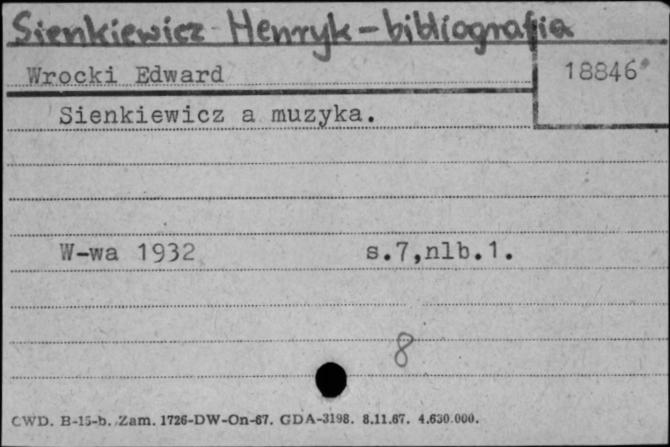 Sienkiewicz Henryk - bibliografia
Wrocki Edward
18846
Sienkiewicz a muzyka.
W-wa 1932 s.7,nlb.1.
8
CWD. B-15-b. Zam. 1726-DW-On-67. GDA-3198. 8.11.67. 4.630.000.